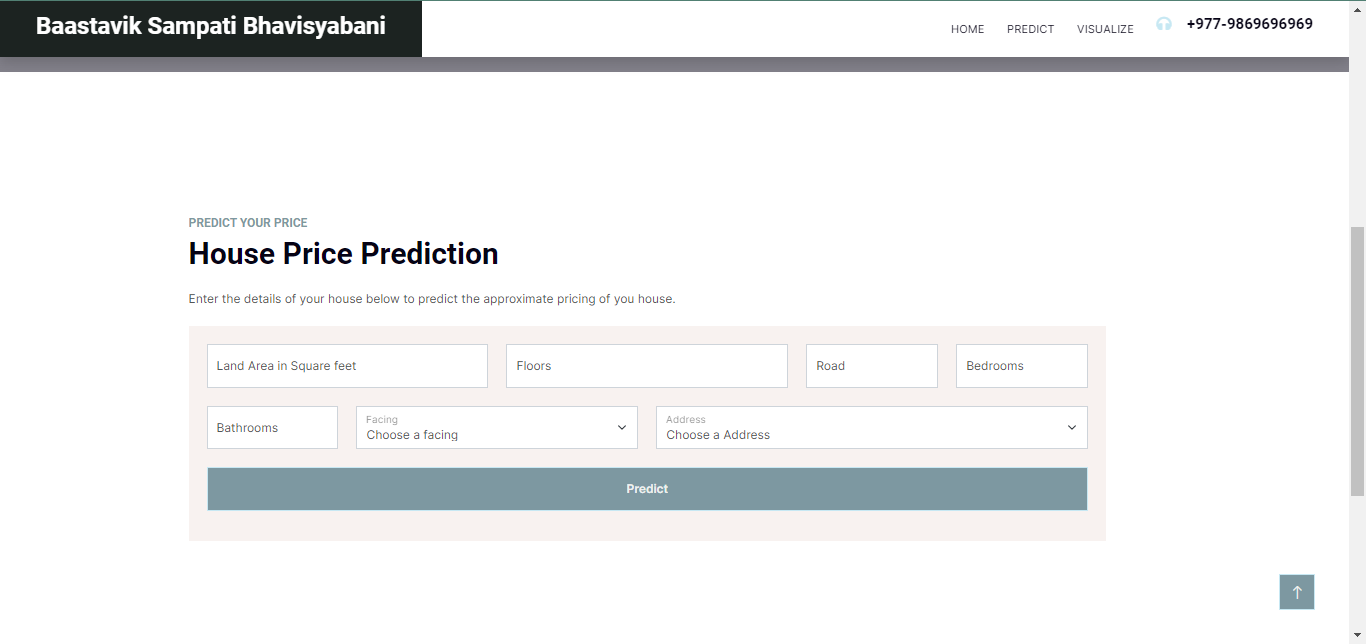 Baastavik Sampati Bhavisyabani
HOME PREDICT VISUALIZE +977-9869696969
PREDICT YOUR PRICE
House Price Prediction
Enter the details of your house below to predict the approximate pricing of you house.
Land Area in Square feet Floors Road Bedrooms
Bathrooms
Facing
Choose a facing
Address
Choose a Address
Predict